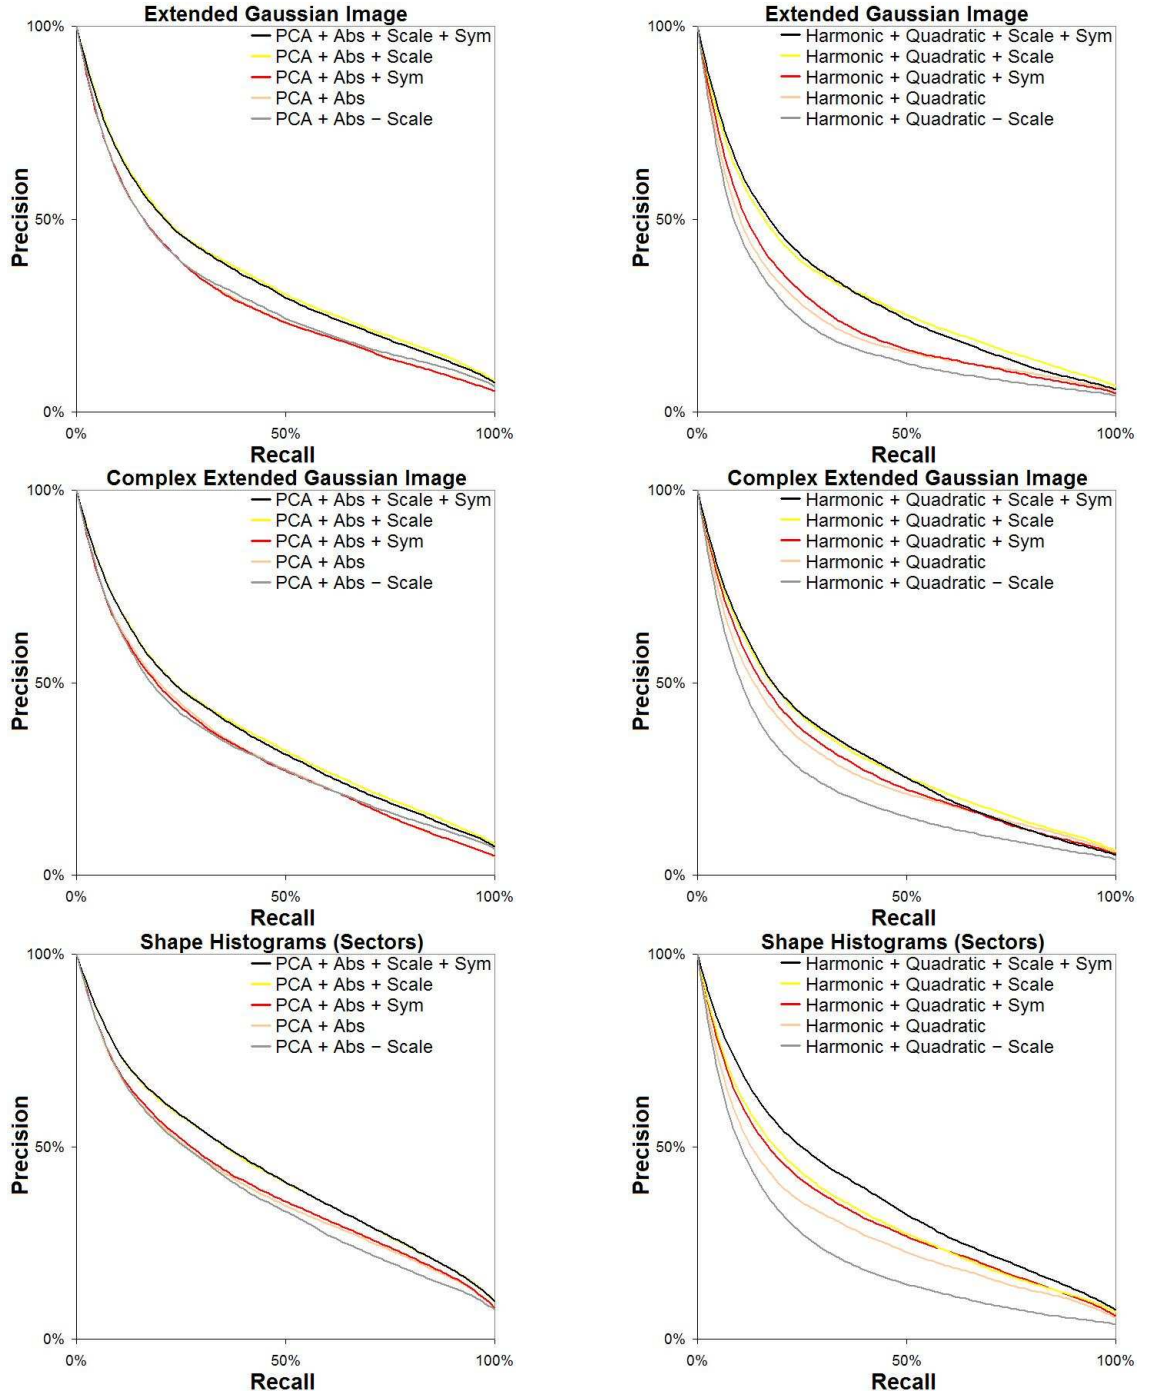 Extended Gaussian Image
100%
PCA + Abs + Scale + Sym
PCA + Abs + Scale
PCA + Abs + Sym
PCA + Abs
PCA + Abs − Scale
Precision
50%
0%
0%
50%
100%
Recall
Extended Gaussian Image
100%
Harmonic + Quadratic + Scale + Sym
Harmonic + Quadratic + Scale
Harmonic + Quadratic + Sym
Harmonic + Quadratic
Harmonic + Quadratic − Scale
Precision
50%
0%
0%
50%
100%
Recall
Complex Extended Gaussian Image
100%
PCA + Abs + Scale + Sym
PCA + Abs + Scale
PCA + Abs + Sym
PCA + Abs
PCA + Abs − Scale
Precision
50%
0%
0%
50%
100%
Recall
Complex Extended Gaussian Image
100%
Harmonic + Quadratic + Scale + Sym
Harmonic + Quadratic + Scale
Harmonic + Quadratic + Sym
Harmonic + Quadratic
Harmonic + Quadratic − Scale
Precision
50%
0%
0%
50%
100%
Recall
Shape Histograms (Sectors)
100%
PCA + Abs + Scale + Sym
PCA + Abs + Scale
PCA + Abs + Sym
PCA + Abs
PCA + Abs − Scale
Precision
50%
0%
0%
50%
100%
Recall
Shape Histograms (Sectors)
100%
Harmonic + Quadratic + Scale + Sym
Harmonic + Quadratic + Scale
Harmonic + Quadratic + Sym
Harmonic + Quadratic
Harmonic + Quadratic − Scale
Precision
50%
0%
0%
50%
100%
Recall